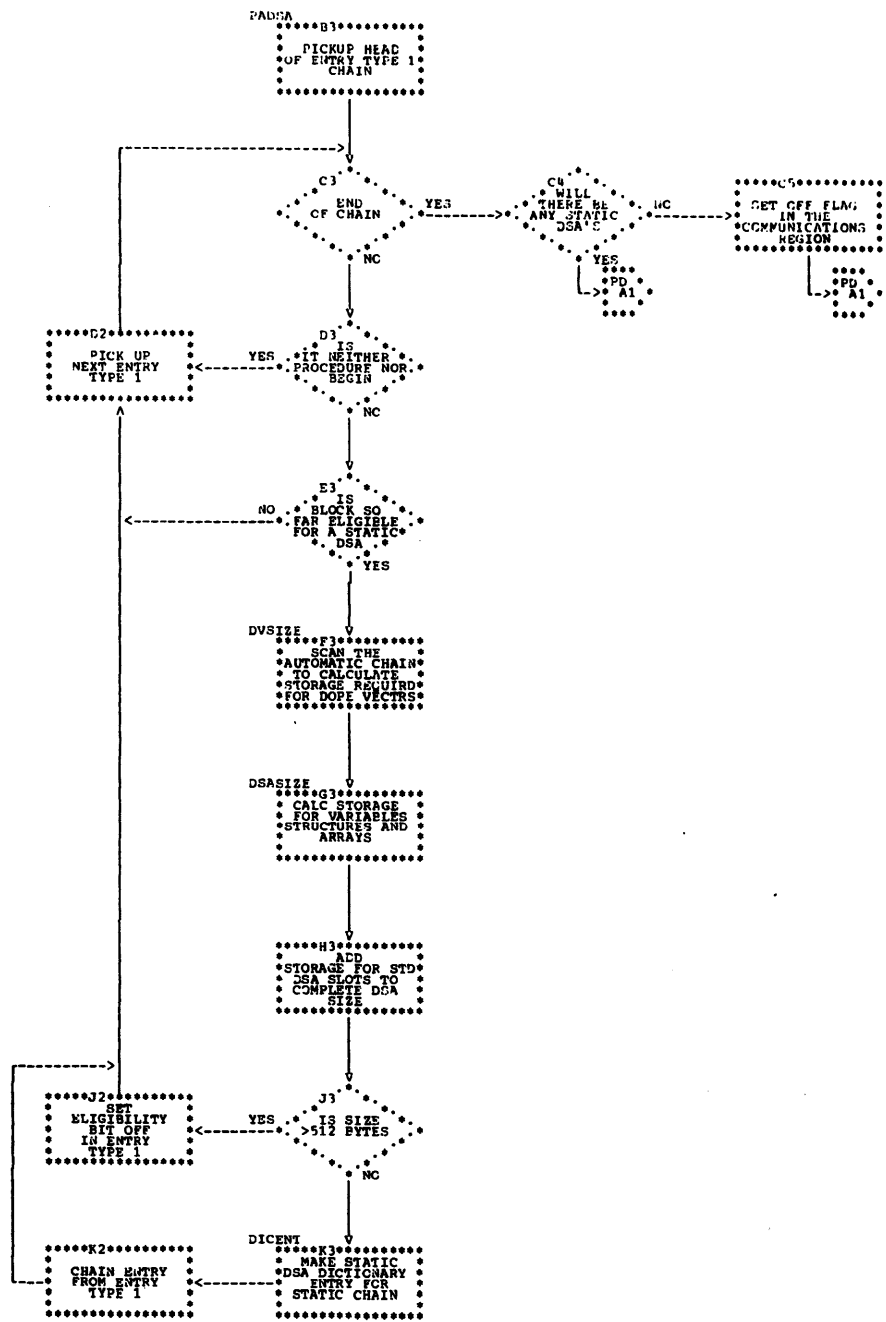 PADSA
B3
PICKUP HEAD
OF ENTRY TYPE 1
CHAIN
C3
END
OF CHAIN
YES
NO
C4
WILL
THERE BE
ANY STATIC
DSA'S
NO
YES
C5
SET OFF FLAG
IN THE
COMMUNICATIONS
REGION
PD
A1
PD
A1
D2
PICK UP
NEXT ENTRY
TYPE 1
YES
D3
IS
IT NEITHER
PROCEDURE NOR
BEGIN
NO
E3
IS
BLOCK SO
FAR ELIGIBLE
FOR A STATIC
DSA
NO
YES
DVSIZE
F3
SCAN THE
AUTOMATIC CHAIN
TO CALCULATE
STORAGE REQUIRD
FOR DOPE VECTRS
DSASIZE
G3
CALC STORAGE
FOR VARIABLES
STRUCTURES AND
ARRAYS
H3
ADD
STORAGE FOR STD
DSA SLOTS TO
COMPLETE DSA
SIZE
J2
SET
ELIGIBILITY
BIT OFF
IN ENTRY
TYPE 1
YES
J3
IS SIZE
>512 BYTES
NO
DICENT
K2
CHAIN ENTRY
FROM ENTRY
TYPE 1
K3
MAKE STATIC
DSA DICTIONARY
ENTRY FOR
STATIC CHAIN